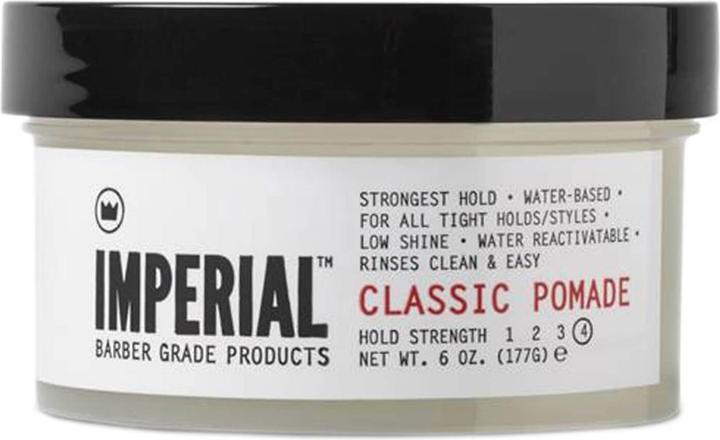 STRONGEST HOLD • WATER-BASED •
FOR ALL TIGHT HOLDS/STYLES •
LOW SHINE • WATER REACTIVATABLE •
RINSES CLEAN & EASY
IMPERIAL™
CLASSIC POMADE
BARBER GRADE PRODUCTS
HOLD STRENGTH 1 2 3 4
NET WT. 6 OZ. (177G) ℮